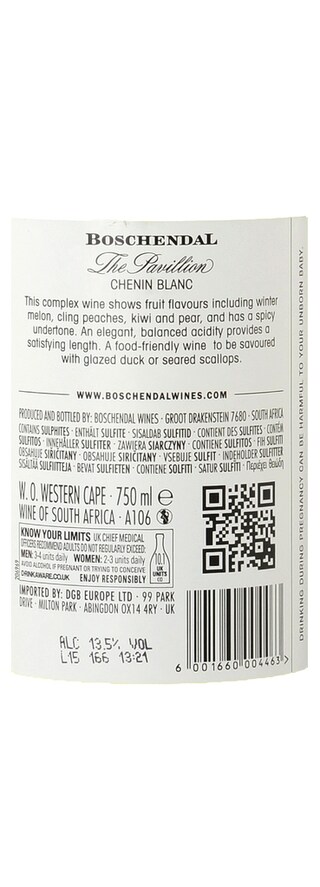 BOSCHENDAL
The Pavillion
CHENIN BLANC
This complex wine shows fruit flavours including winter
melon, cling peaches, kiwi and pear, and has a spicy
undertone. An elegant, balanced acidity provides a
satisfying length. A food-friendly wine to be savoured
with glazed duck or seared scallops.
WWW.BOSCHENDALWINES.COM
PRODUCED AND BOTTLED BY: BOSCHENDAL WINES · GROOT DRAKENSTEIN 7680 · SOUTH AFRICA
CONTAINS SULPHITES · ENTHÄLT SULFITE · SISALDAB SULFITID · CONTIENT DES SULFITES · CONTÉM
SULFITOS · INNEHÅLLER SULFITER · ZAWIERA SIARCZYNY · CONTIENE SULFITOS · FIH SULFITI
OBSAHUJE SIRIČITANY · OBSAHUJE SIRIČITANY · VSEBUJE SULFIT · INDEHOLDER SULFITTER
SISÄLTÄÄ SULFIITTEJA · BEVAT SULFIETEN · CONTIENE SOLFITI · SATUR SULFITI · Περιέχει θειώδη
W. O. WESTERN CAPE · 750 ml e
WINE OF SOUTH AFRICA · A106
KNOW YOUR LIMITS UK CHIEF MEDICAL
OFFICERS RECOMMEND ADULTS DO NOT REGULARLY EXCEED:
MEN: 3-4 units daily WOMEN: 2-3 units daily
AVOID ALCOHOL IF PREGNANT OR TRYING TO CONCEIVE
DRINKAWARE.CO.UK ENJOY RESPONSIBLY
10.1
UK
UNITS
IMPORTED BY: DGB EUROPE LTD · 99 PARK
DRIVE · MILTON PARK · ABINGDON OX14 4RY · UK
ALC 13.5% VOL
L15 166 13:21
6 001660 004463 >
DRINKING DURING PREGNANCY CAN BE HARMFUL TO YOUR UNBORN BABY.